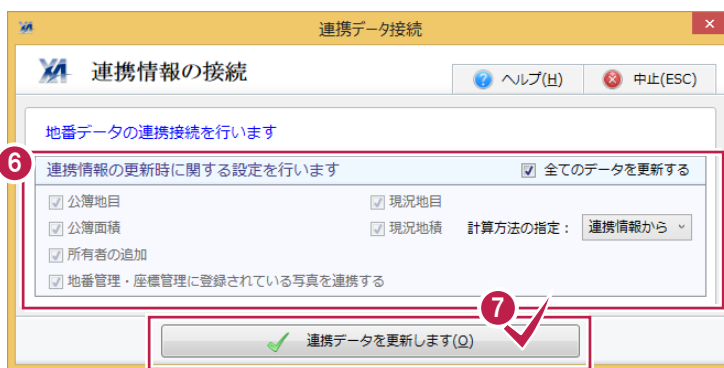 連携データ接続
連携情報の接続
ヘルプ(H)
中止(ESC)
地番データの連携接続を行います
6
連携情報の更新時に関する設定を行います
全てのデータを更新する
公簿地目
現況地目
公簿面積
現況地積
計算方法の指定：
連携情報から
所有者の追加
地番管理・座標管理に登録されている写真を連携する
7
連携データを更新します(O)